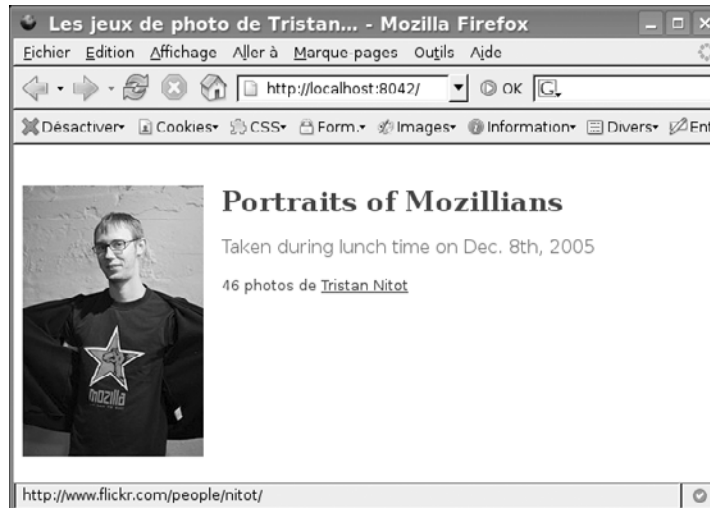 Les jeux de photo de Tristan... - Mozilla Firefox
Fichier Edition Affichage Aller à Marque-pages Outils Aide
http://localhost:8042/ OK G
Désactiver Cookies CSS Form. Images Information Divers Ent
Portraits of Mozillians
Taken during lunch time on Dec. 8th, 2005
46 photos de Tristan Nitot
mozilla
http://www.flickr.com/people/nitot/